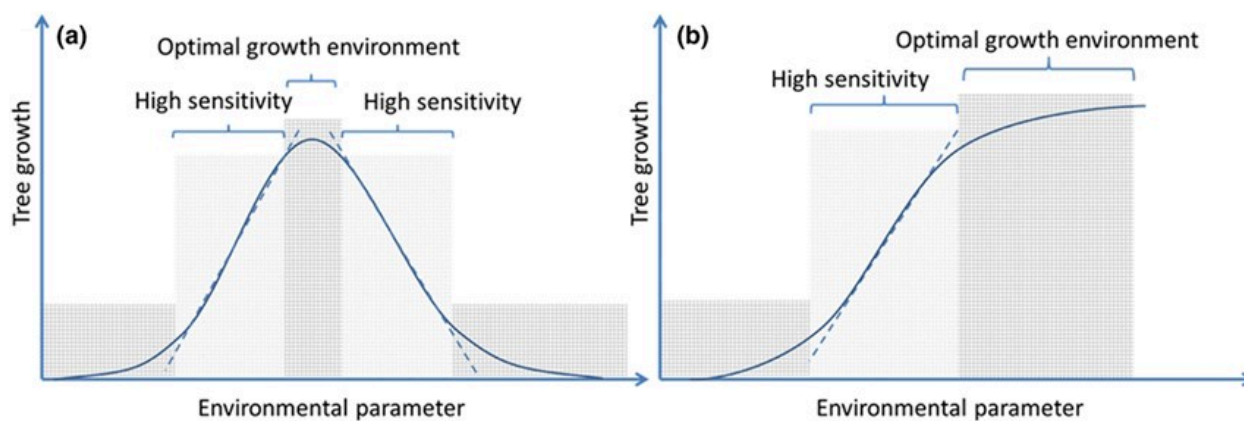 (a)
Optimal growth environment
High sensitivity
High sensitivity
Tree growth
Environmental parameter
(b)
Optimal growth environment
High sensitivity
Tree growth
Environmental parameter